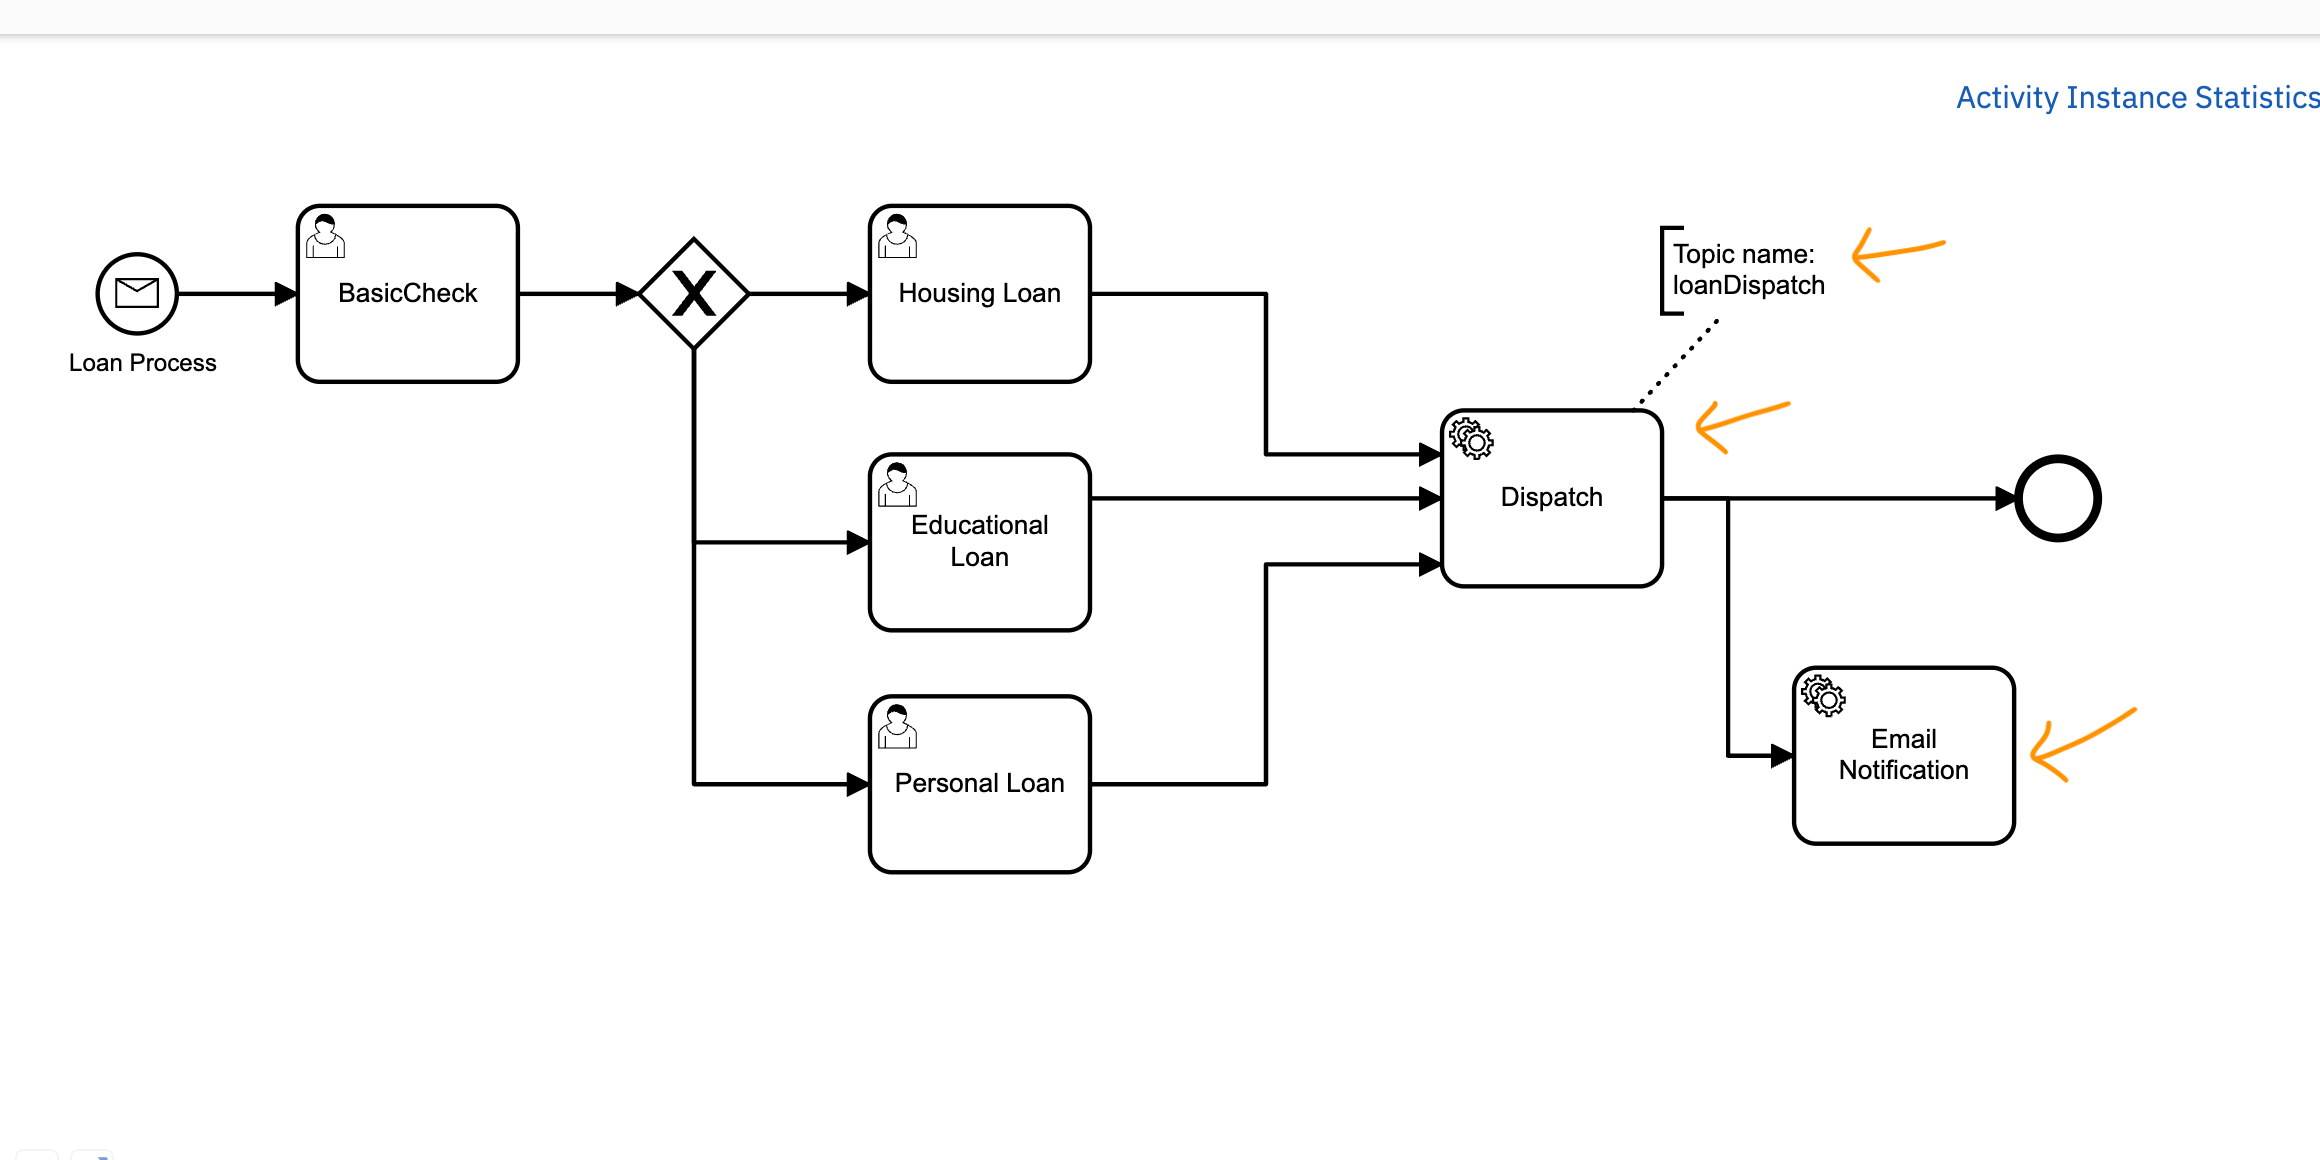 Activity Instance Statistics
Loan Process
BasicCheck
X
Housing Loan
Educational
Loan
Personal Loan
Topic name:
loanDispatch
Dispatch
Email
Notification